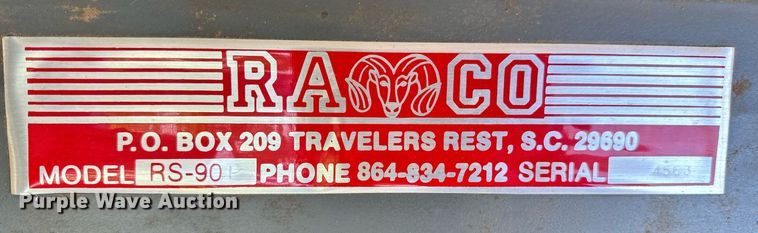 RAMCO
P.O. BOX 209 TRAVELERS REST, S.C. 29690
MODEL RS-90 PHONE 864-834-7212 SERIAL 4563
Purple Wave Auction